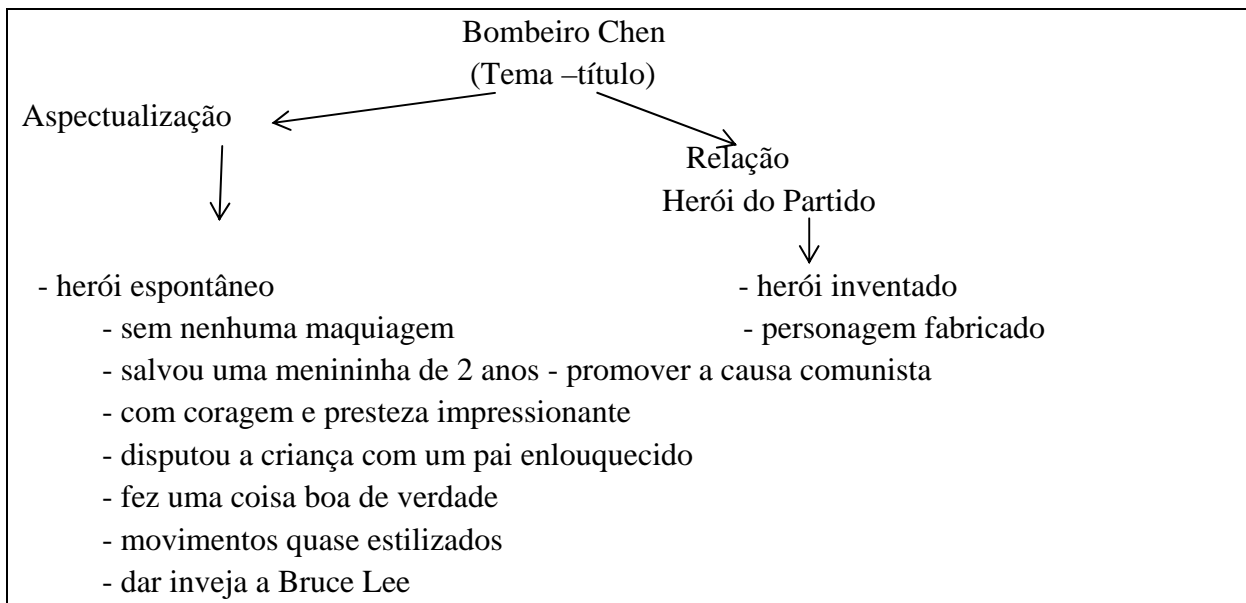 Bombeiro Chen
(Tema –título)
Aspectualização
Relação
Herói do Partido
- herói espontâneo - herói inventado
- sem nenhuma maquiagem - personagem fabricado
- salvou uma menininha de 2 anos - promover a causa comunista
- com coragem e presteza impressionante
- disputou a criança com um pai enlouquecido
- fez uma coisa boa de verdade
- movimentos quase estilizados
- dar inveja a Bruce Lee